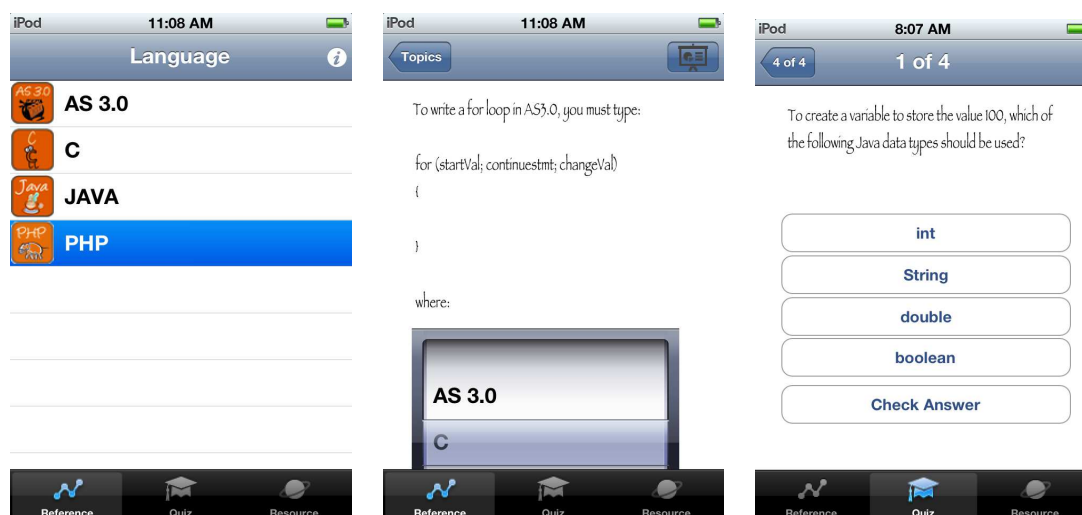 iPod 11:08 AM
Language
AS 3.0
AS 3.0
C
C
Java
JAVA
PHP
PHP
Reference Quiz Resource
iPod 11:08 AM
Topics
To write a for loop in AS3.0, you must type:
for (startVal; continuestmt; changeVal)
{
}
where:
AS 3.0
C
Reference Quiz Resource
iPod 8:07 AM
4 of 4 1 of 4
To create a variable to store the value 100, which of
the following Java data types should be used?
int
String
double
boolean
Check Answer
Reference Quiz Resource